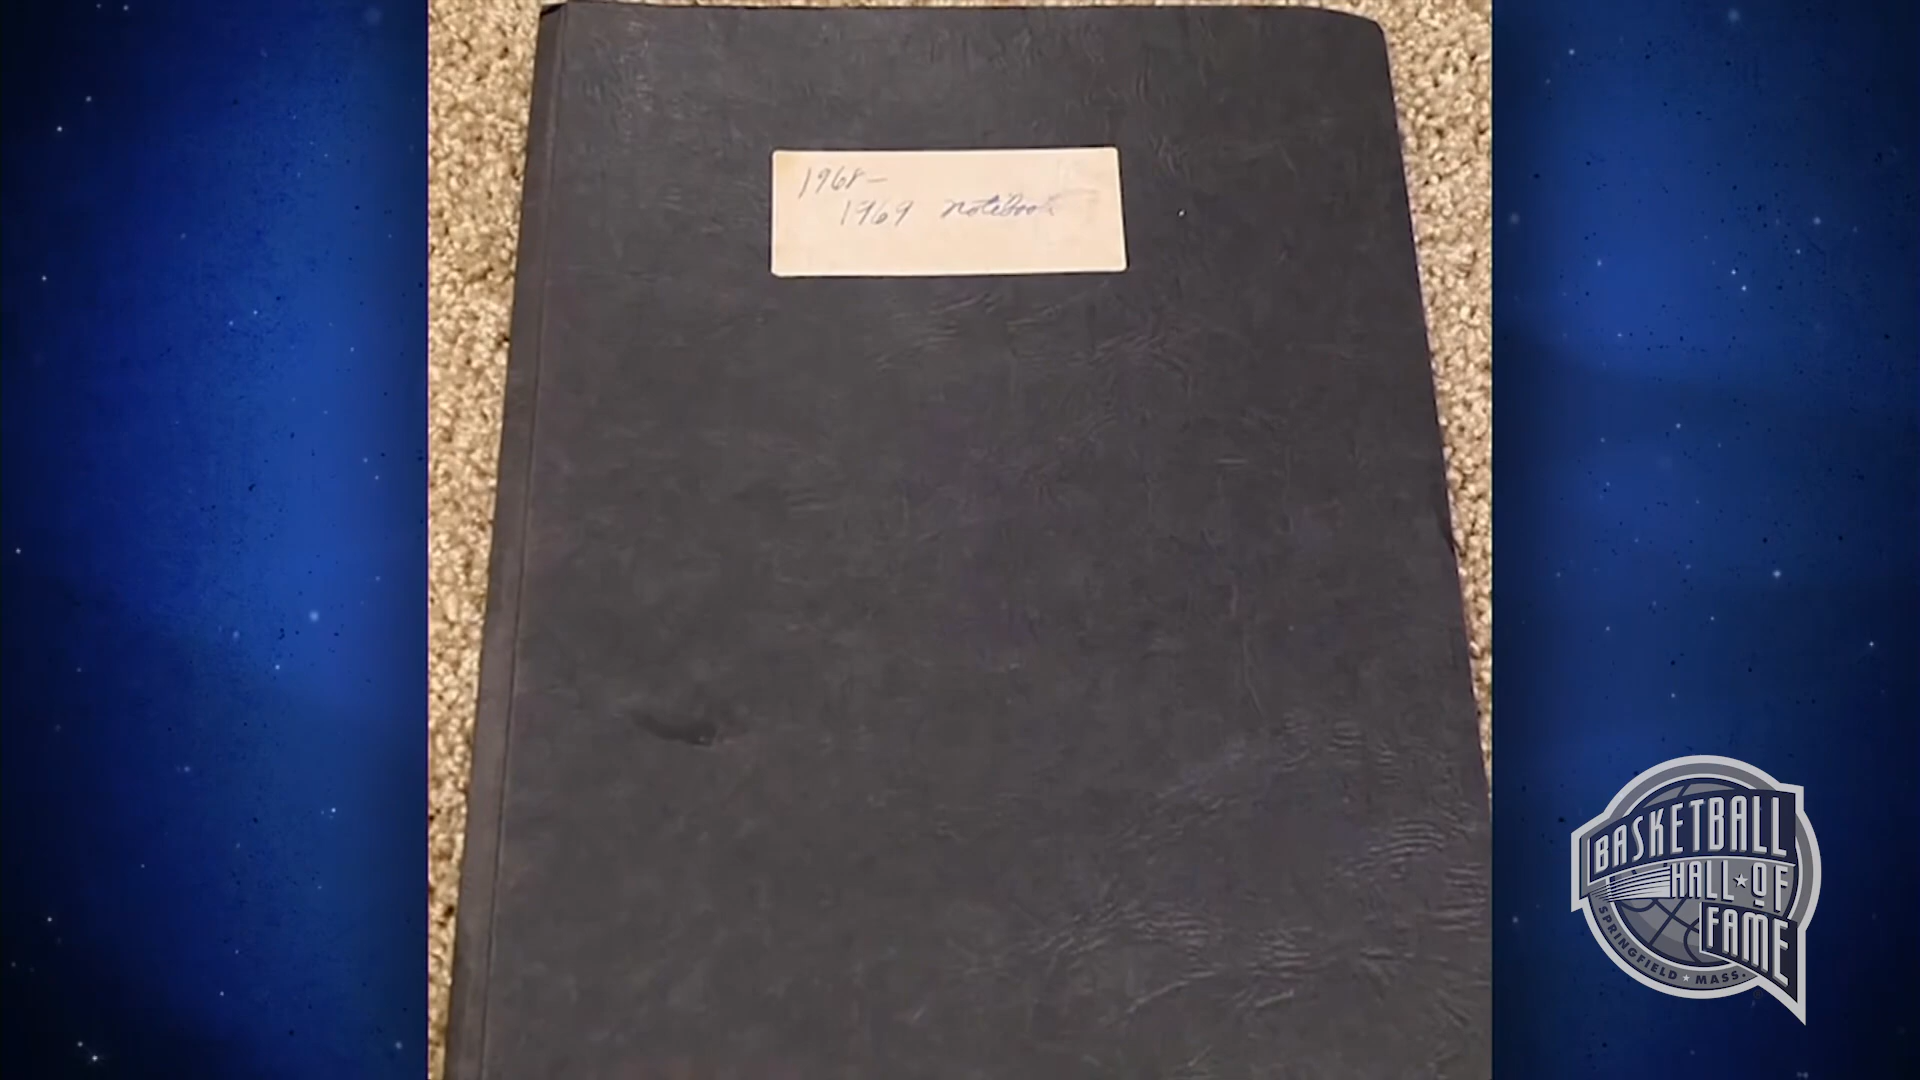 1968-
1969 notebook
BASKETBALL
HALL OF
FAME
SPRINGFIELD ★ MASS.